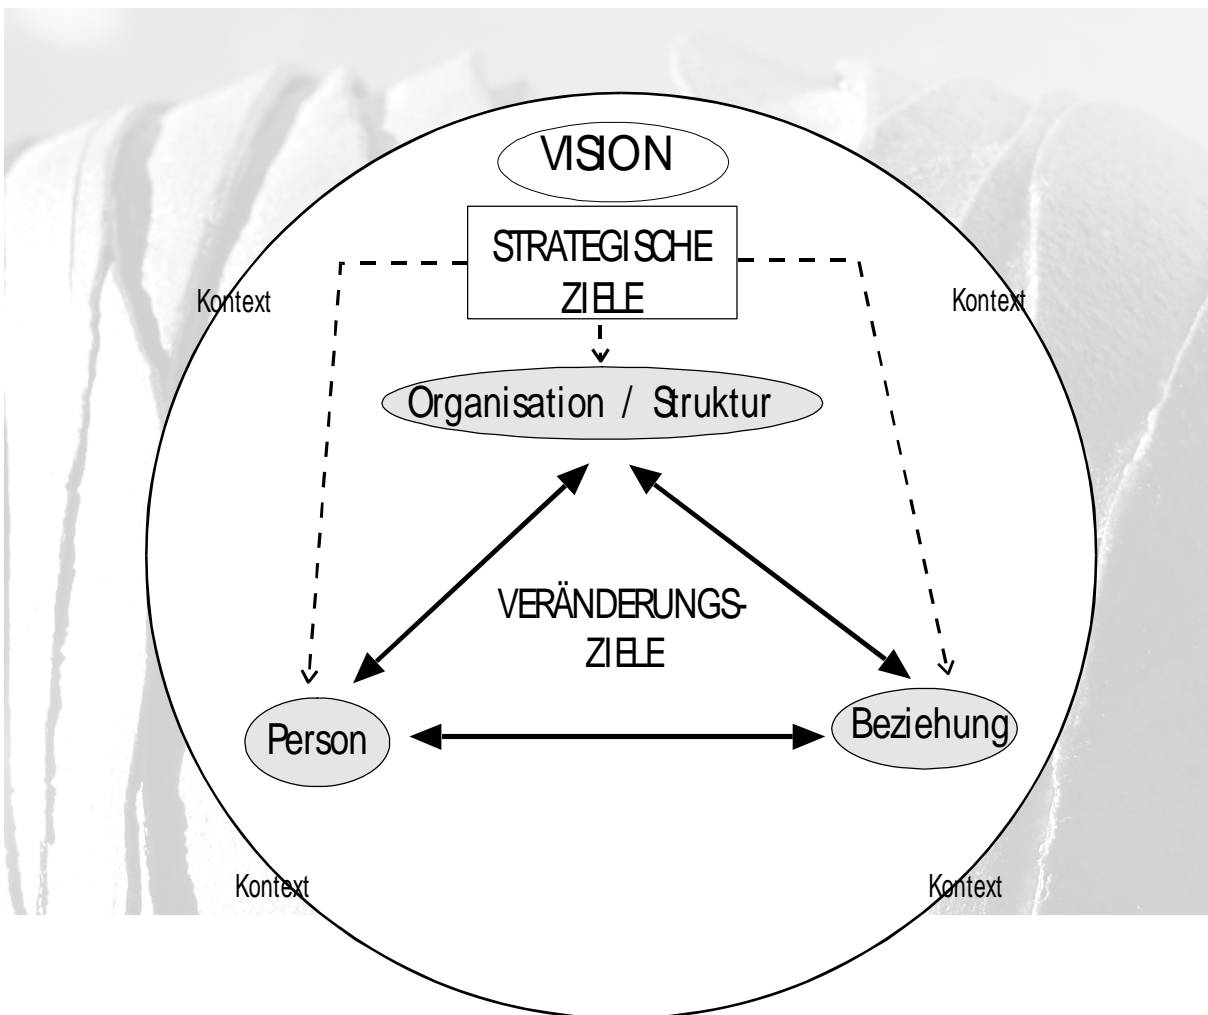 VISION
STRATEGISCHE
ZIELE
Kontext
Kontext
Organisation / Struktur
VERÄNDERUNGS-
ZIELE
Person
Beziehung
Kontext
Kontext